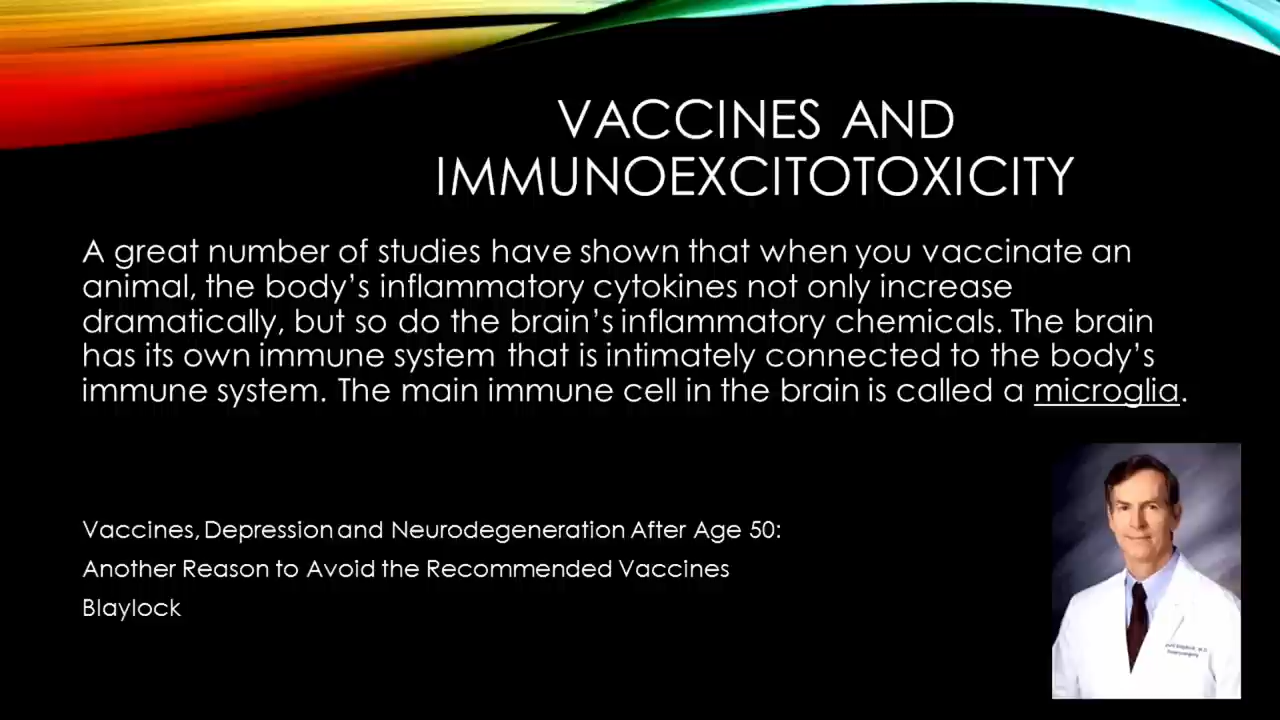 VACCINES AND
IMMUNOEXCITOTOXICITY
A great number of studies have shown that when you vaccinate an
animal, the body's inflammatory cytokines not only increase
dramatically, but so do the brain's inflammatory chemicals. The brain
has its own immune system that is intimately connected to the body's
immune system. The main immune cell in the brain is called a microglia.
Vaccines, Depression and Neurodegeneration After Age 50:
Another Reason to Avoid the Recommended Vaccines
Blaylock